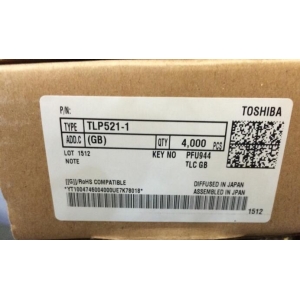 P/N: TOSHIBA
TYPE TLP521-1
ADD.C (GB) QTY 4,000 PCS
LOT 1512 KEY NO PFU944
NOTE TLC GB
[[G]]/RoHS COMPATIBLE DIFFUSED IN JAPAN
ASSEMBLED IN JAPAN
1512